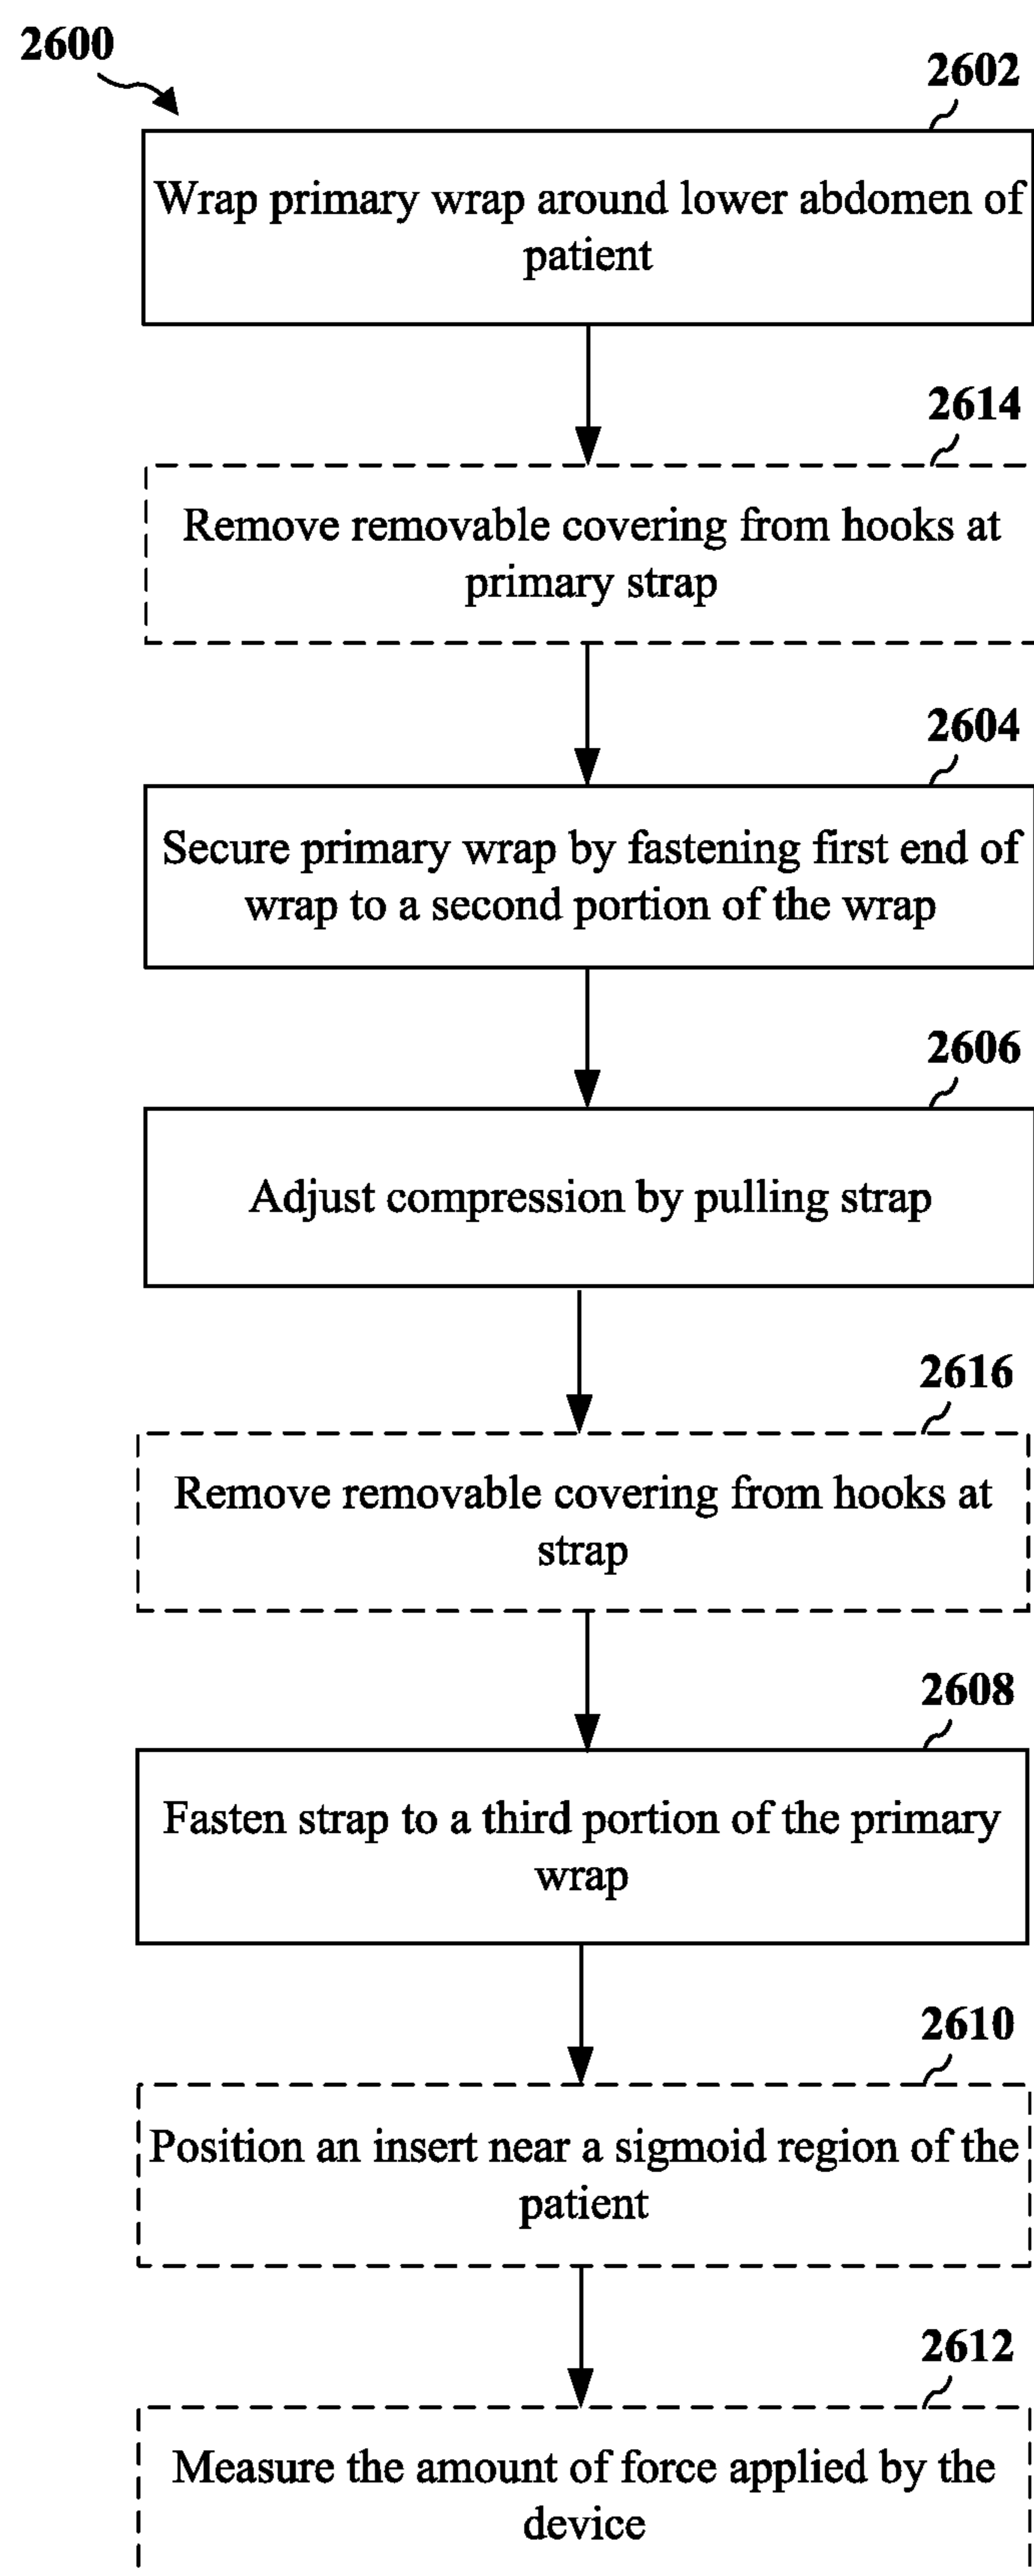 2600
2602
Wrap primary wrap around lower abdomen of
patient
2614
Remove removable covering from hooks at
primary strap
2604
Secure primary wrap by fastening first end of
wrap to a second portion of the wrap
2606
Adjust compression by pulling strap
2616
Remove removable covering from hooks at
strap
2608
Fasten strap to a third portion of the primary
wrap
2610
Position an insert near a sigmoid region of the
patient
2612
Measure the amount of force applied by the
device